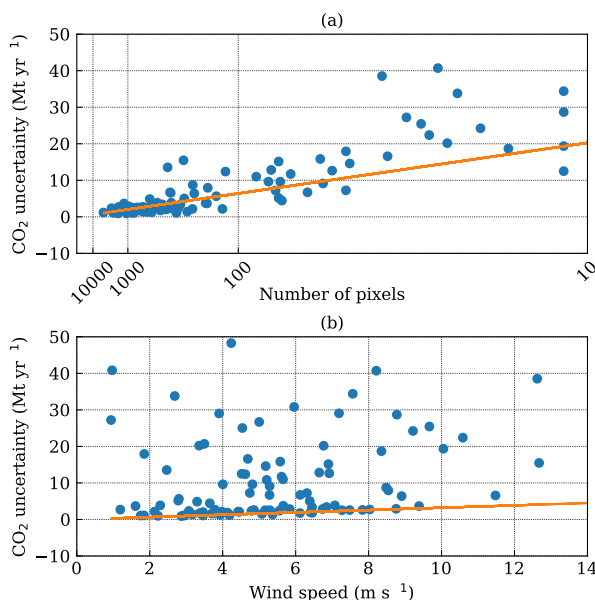 (a)
CO2 uncertainty (Mt yr −1)
50
40
30
20
10
0
−10
10000
1000
100
10
Number of pixels
(b)
CO2 uncertainty (Mt yr −1)
50
40
30
20
10
0
−10
0 2 4 6 8 10 12 14
Wind speed (m s −1)